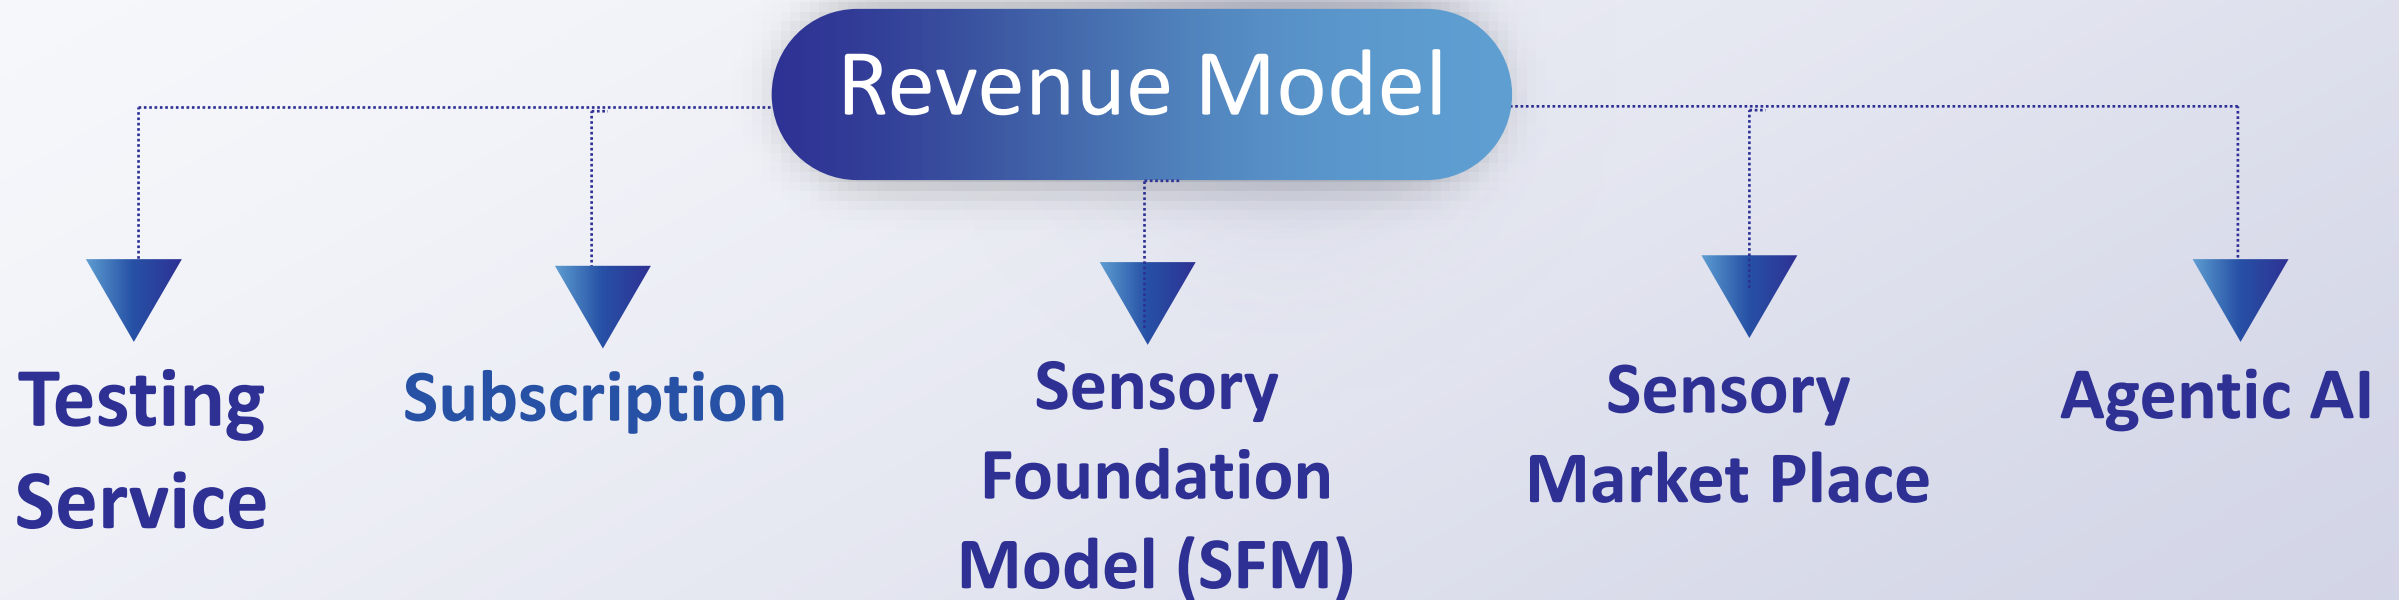 Revenue Model
Testing
Service
Subscription
Sensory
Foundation
Model (SFM)
Sensory
Market Place
Agentic AI